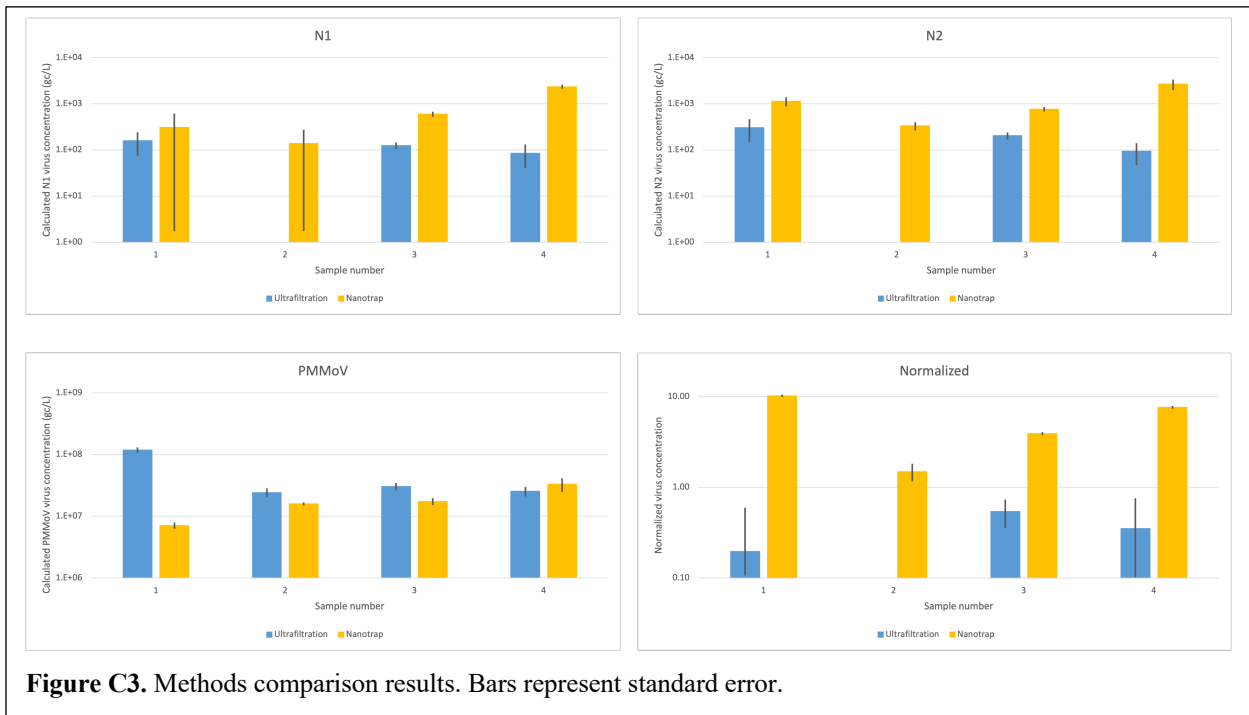 N1
Calculated N1 virus concentration (gc/L)
1.E+04
1.E+03
1.E+02
1.E+01
1.E+00
1 2 3 4
Sample number
Ultrafiltration Nanotrap
N2
Calculated N2 virus concentration (gc/L)
1.E+04
1.E+03
1.E+02
1.E+01
1.E+00
1 2 3 4
Sample number
Ultrafiltration Nanotrap
PMMoV
Calculated PMMoV virus concentration (gc/L)
1.E+09
1.E+08
1.E+07
1.E+06
1 2 3 4
Sample number
Ultrafiltration Nanotrap
Normalized
Normalized virus concentration
10.00
1.00
0.10
1 2 3 4
Sample number
Ultrafiltration Nanotrap
Figure C3. Methods comparison results. Bars represent standard error.